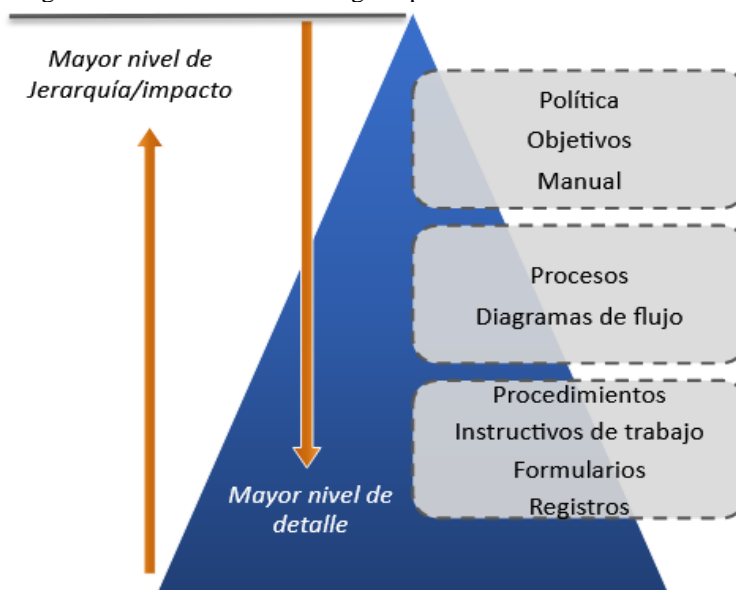 Mayor nivel de
Jerarquía/impacto
Política
Objetivos
Manual
Procesos
Diagramas de flujo
Procedimientos
Instructivos de trabajo
Formularios
Registros
Mayor nivel de
detalle